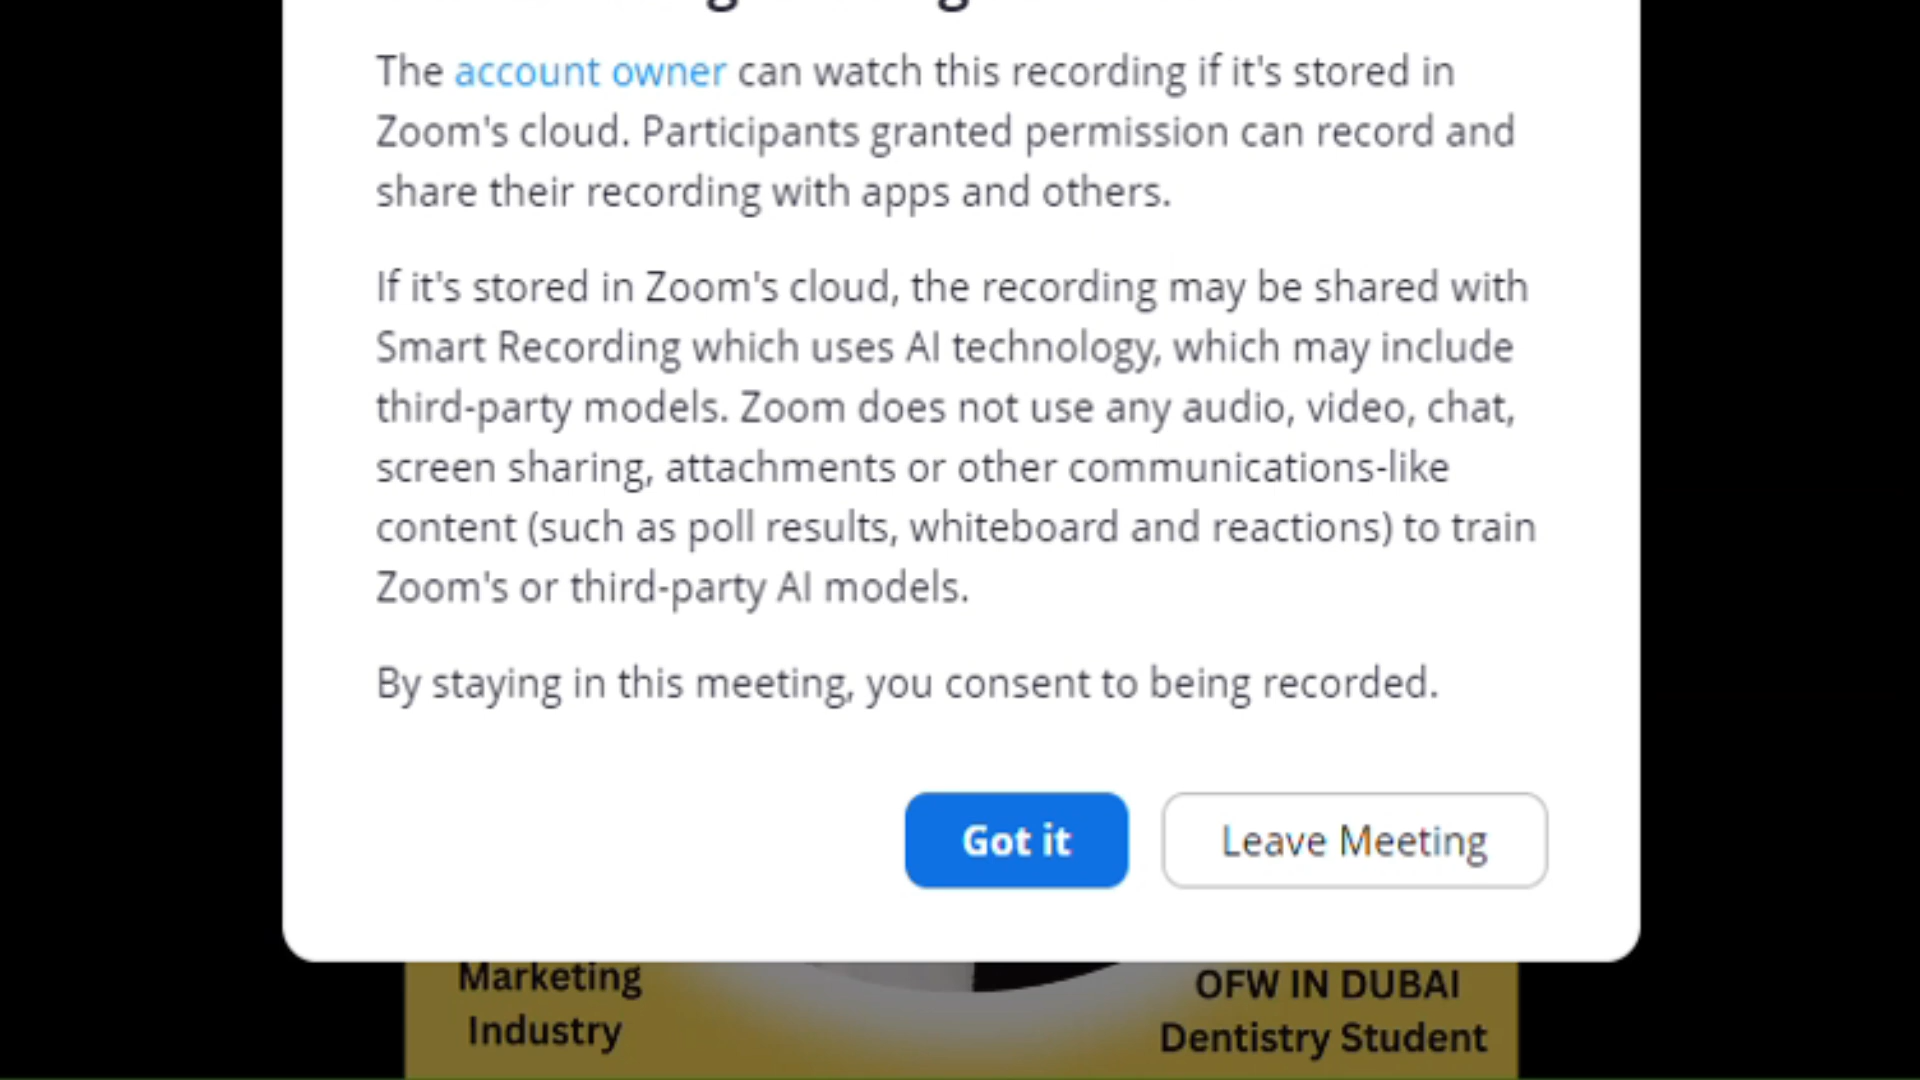 The account owner can watch this recording if it's stored in
Zoom's cloud. Participants granted permission can record and
share their recording with apps and others.
If it's stored in Zoom's cloud, the recording may be shared with
Smart Recording which uses AI technology, which may include
third-party models. Zoom does not use any audio, video, chat,
screen sharing, attachments or other communications-like
content (such as poll results, whiteboard and reactions) to train
Zoom's or third-party AI models.
By staying in this meeting, you consent to being recorded.
Got it
Leave Meeting
Marketing
Industry
OFW IN DUBAI
Dentistry Student